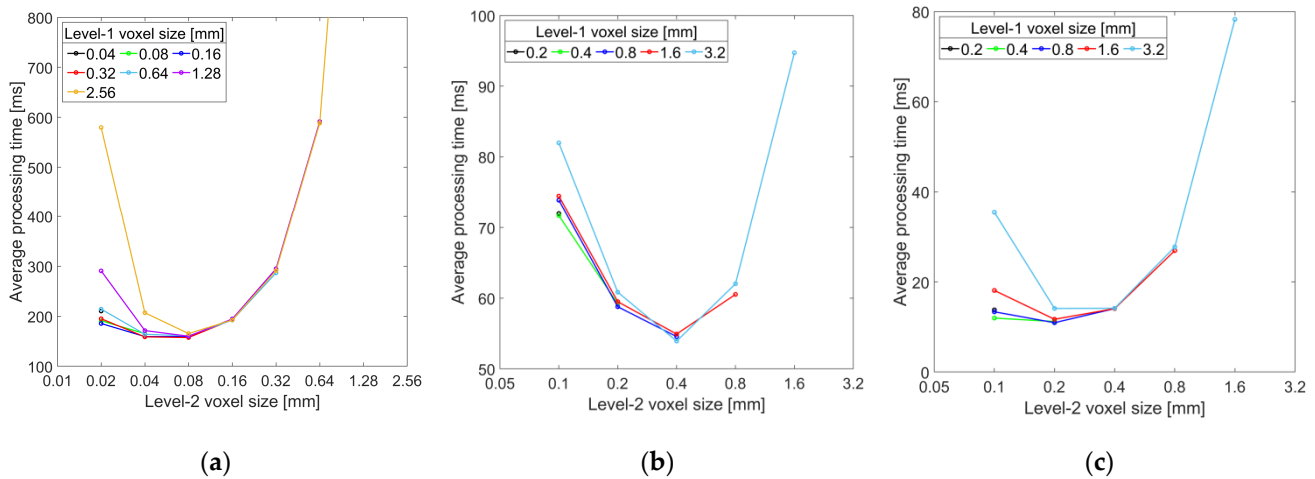 800
700
600
500
400
300
200
100
Average processing time [ms]
Level-1 voxel size [mm]
0.04 0.08 0.16
0.32 0.64 1.28
2.56
0.01 0.02 0.04 0.08 0.16 0.32 0.64 1.28 2.56
Level-2 voxel size [mm]
(a)
100
90
80
70
60
50
Average processing time [ms]
Level-1 voxel size [mm]
0.2 0.4 0.8 1.6 3.2
0.05 0.1 0.2 0.4 0.8 1.6 3.2
Level-2 voxel size [mm]
(b)
80
60
40
20
0
Average processing time [ms]
Level-1 voxel size [mm]
0.2 0.4 0.8 1.6 3.2
0.05 0.1 0.2 0.4 0.8 1.6 3.2
Level-2 voxel size [mm]
(c)